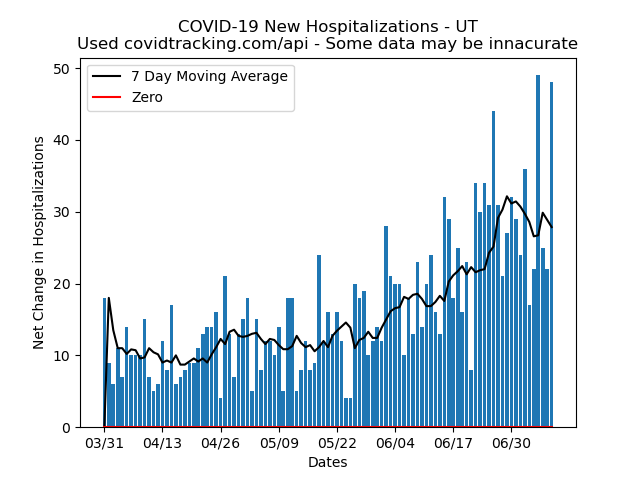 COVID-19 New Hospitalizations - UT
Used covidtracking.com/api - Some data may be innacurate
7 Day Moving Average
Zero
Net Change in Hospitalizations
50
40
30
20
10
0
03/31 04/13 04/26 05/09 05/22 06/04 06/17 06/30
Dates